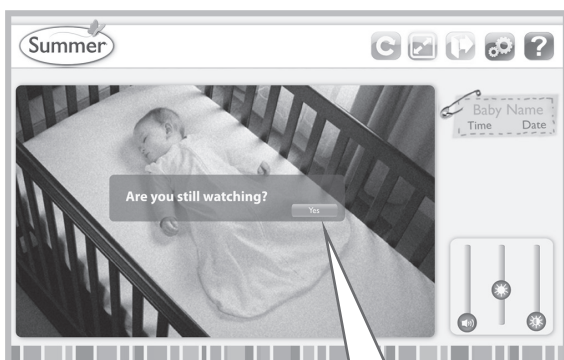 Summer
C
?
Baby Name
Time Date
Are you still watching?
Yes